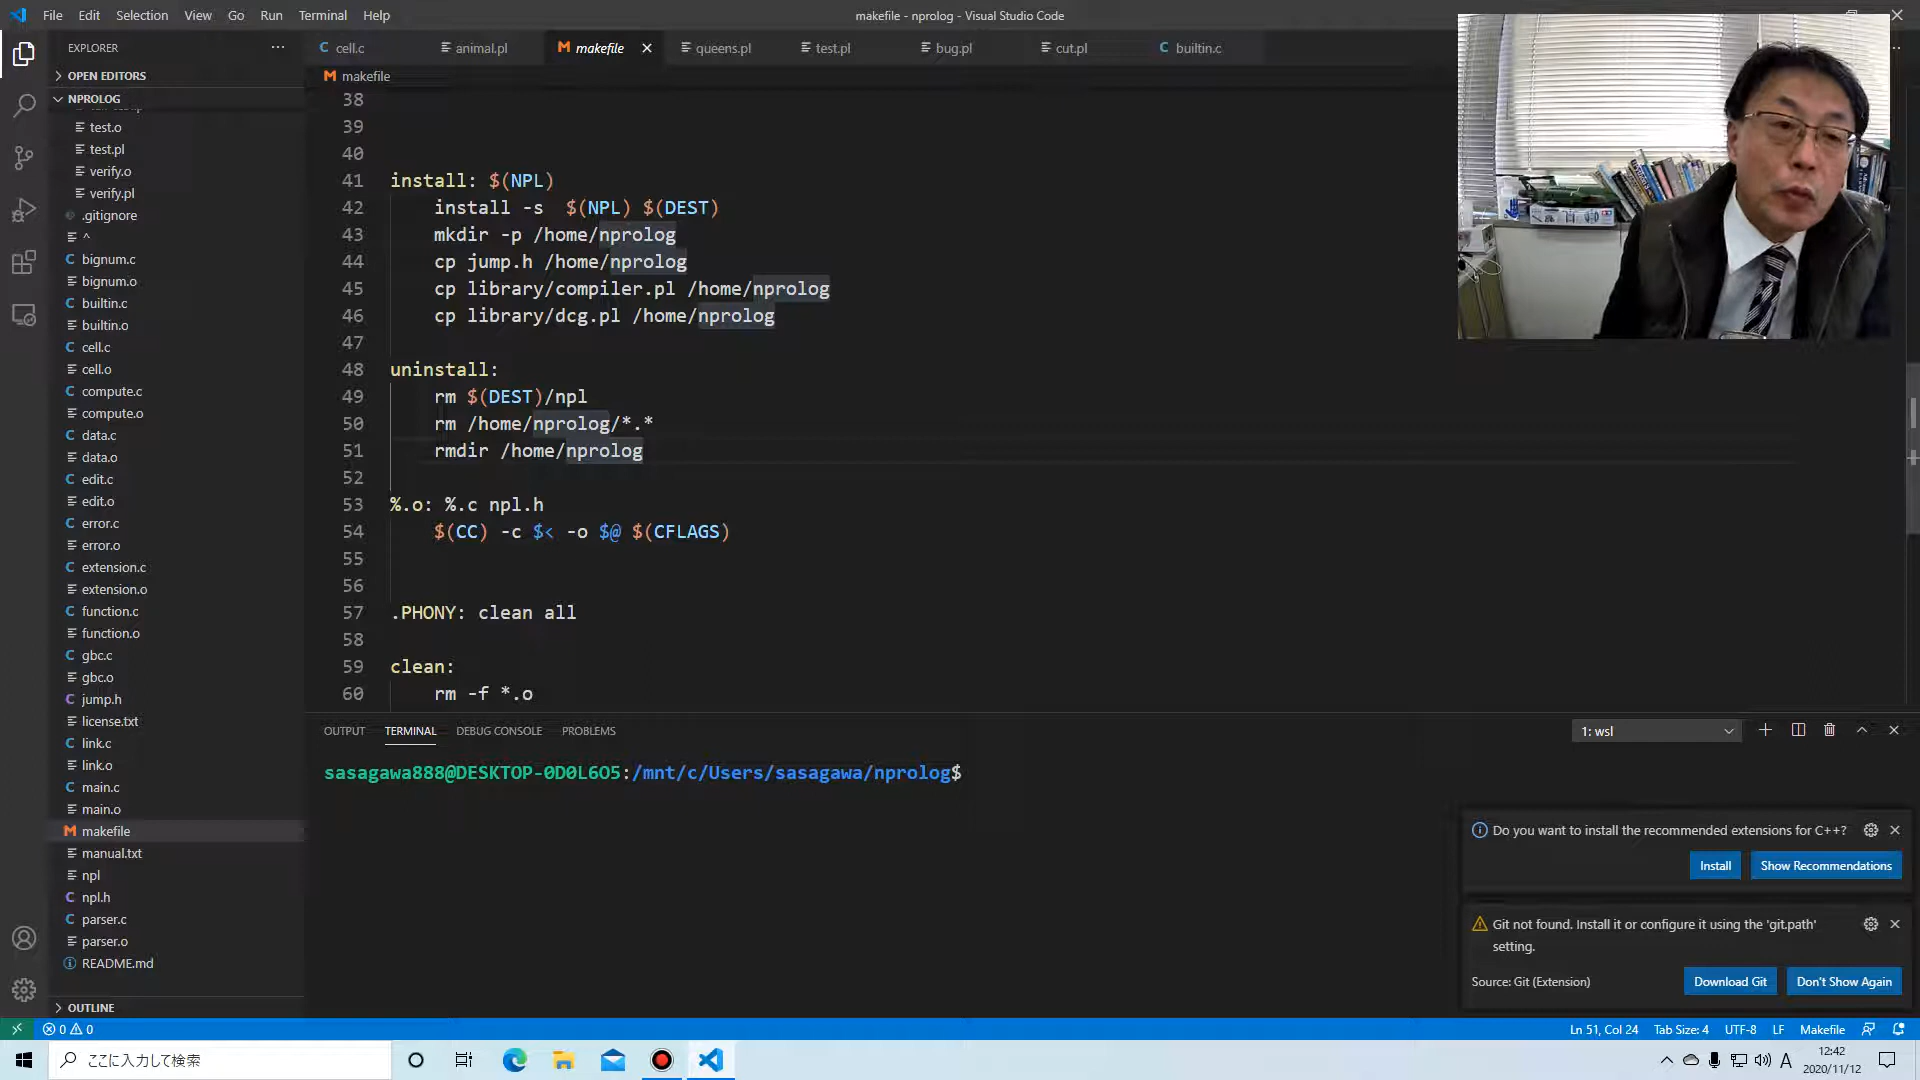 File Edit Selection View Go Run Terminal Help
makefile - nprolog - Visual Studio Code
EXPLORER
cell.c animal.pl makefile queens.pl test.pl bug.pl cut.pl builtin.c
OPEN EDITORS
NPROLOG
test.o
test.pl
verify.o
verify.pl
.gitignore
^
bignum.c
bignum.o
builtin.c
builtin.o
cell.c
cell.o
compute.c
compute.o
data.c
data.o
edit.c
edit.o
error.c
error.o
extension.c
extension.o
function.c
function.o
gbc.c
gbc.o
jump.h
license.txt
link.c
link.o
main.c
main.o
makefile
manual.txt
npl
npl.h
parser.c
parser.o
README.md
OUTLINE
makefile
38
39
40
41 install: $(NPL)
42 install -s  $(NPL) $(DEST)
43 mkdir -p /home/nprolog
44 cp jump.h /home/nprolog
45 cp library/compiler.pl /home/nprolog
46 cp library/dcg.pl /home/nprolog
47
48 uninstall:
49 rm $(DEST)/npl
50 rm /home/nprolog/*.*
51 rmdir /home/nprolog
52
53 %.o: %.c npl.h
54 $(CC) -c $< -o $@ $(CFLAGS)
55
56
57 .PHONY: clean all
58
59 clean:
60 rm -f *.o
OUTPUT TERMINAL DEBUG CONSOLE PROBLEMS
1: wsl
sasagawa888@DESKTOP-0D0L6O5:/mnt/c/Users/sasagawa/nprolog$
Do you want to install the recommended extensions for C++?
Install Show Recommendations
Git not found. Install it or configure it using the 'git.path'
setting.
Source: Git (Extension) Download Git Don't Show Again
0 0
Ln 51, Col 24 Tab Size: 4 UTF-8 LF Makefile
ここに入力して検索
A
12:42
2020/11/12